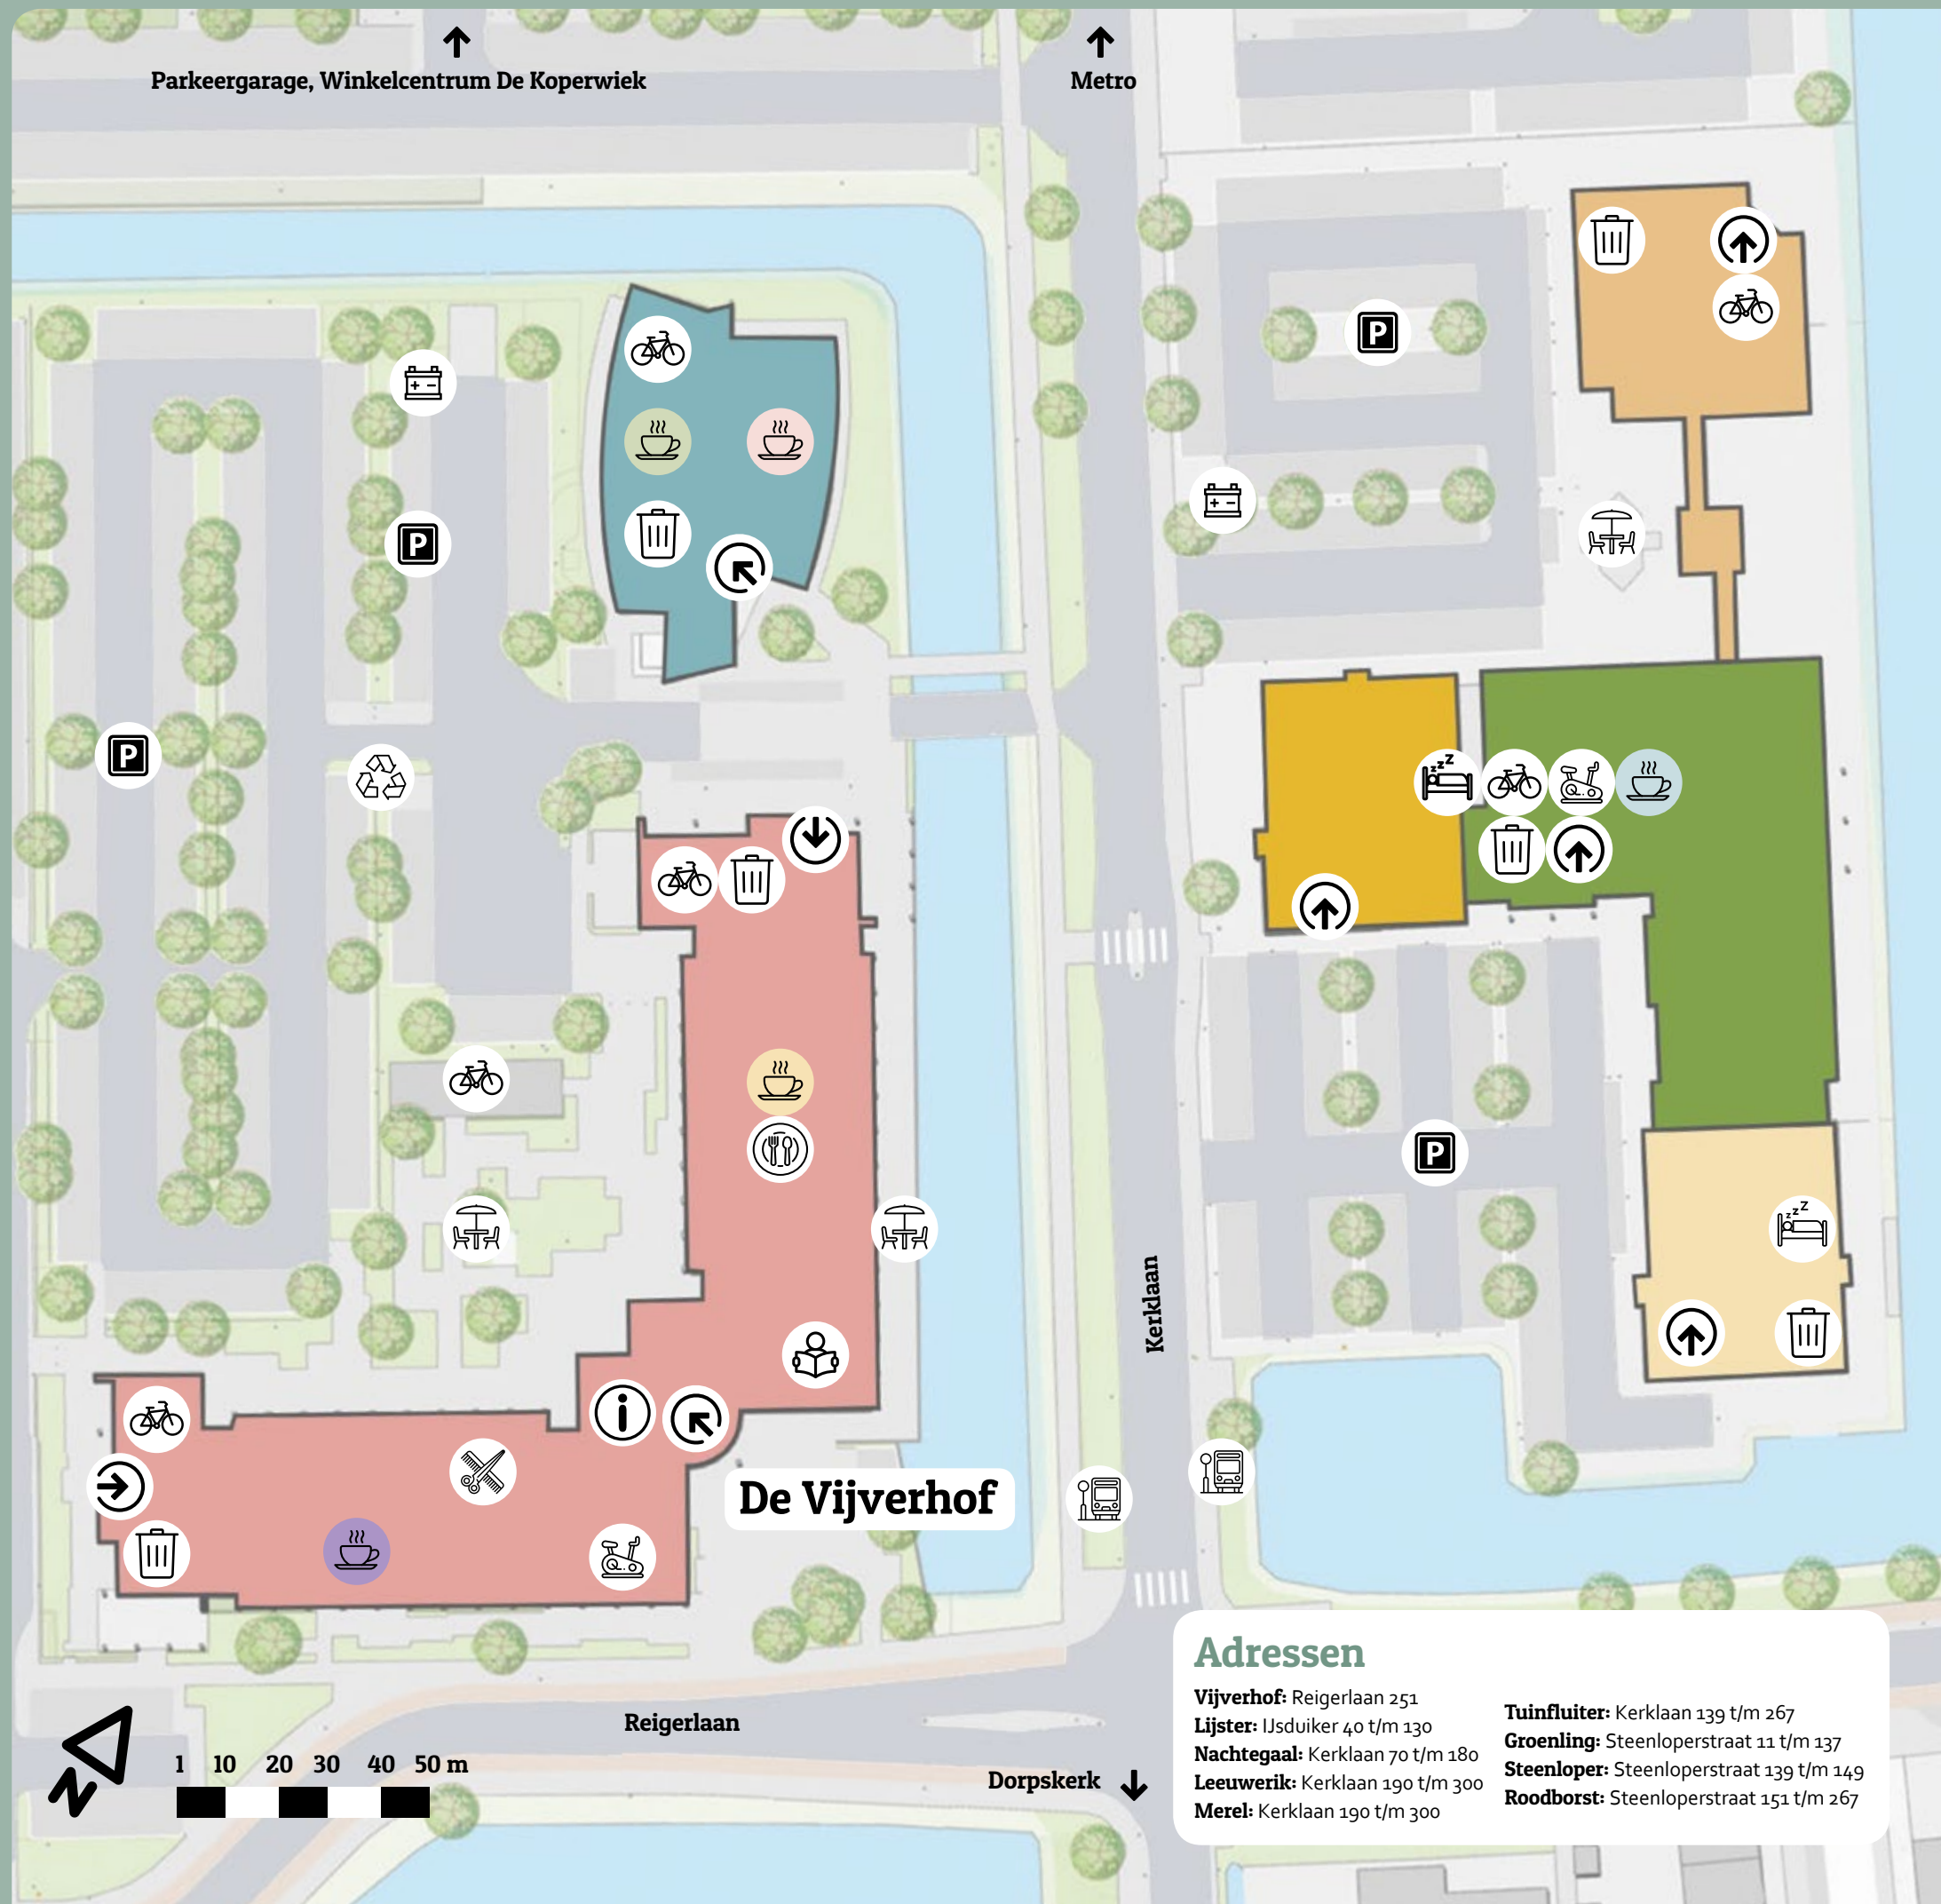 Parkeergarage, Winkelcentrum De Koperwiek
Metro
P
P
P
P
Kerklaan
De Vijverhof
Reigerlaan
Dorpskerk
N
1 10 20 30 40 50 m
Adressen
Vijverhof: Reigerlaan 251
Lijster: IJsduiker 40 t/m 130
Nachtegaal: Kerklaan 70 t/m 180
Leeuwerik: Kerklaan 190 t/m 300
Merel: Kerklaan 190 t/m 300
Tuinfluiter: Kerklaan 139 t/m 267
Groenling: Steenloperstraat 11 t/m 137
Steenloper: Steenloperstraat 139 t/m 149
Roodborst: Steenloperstraat 151 t/m 267